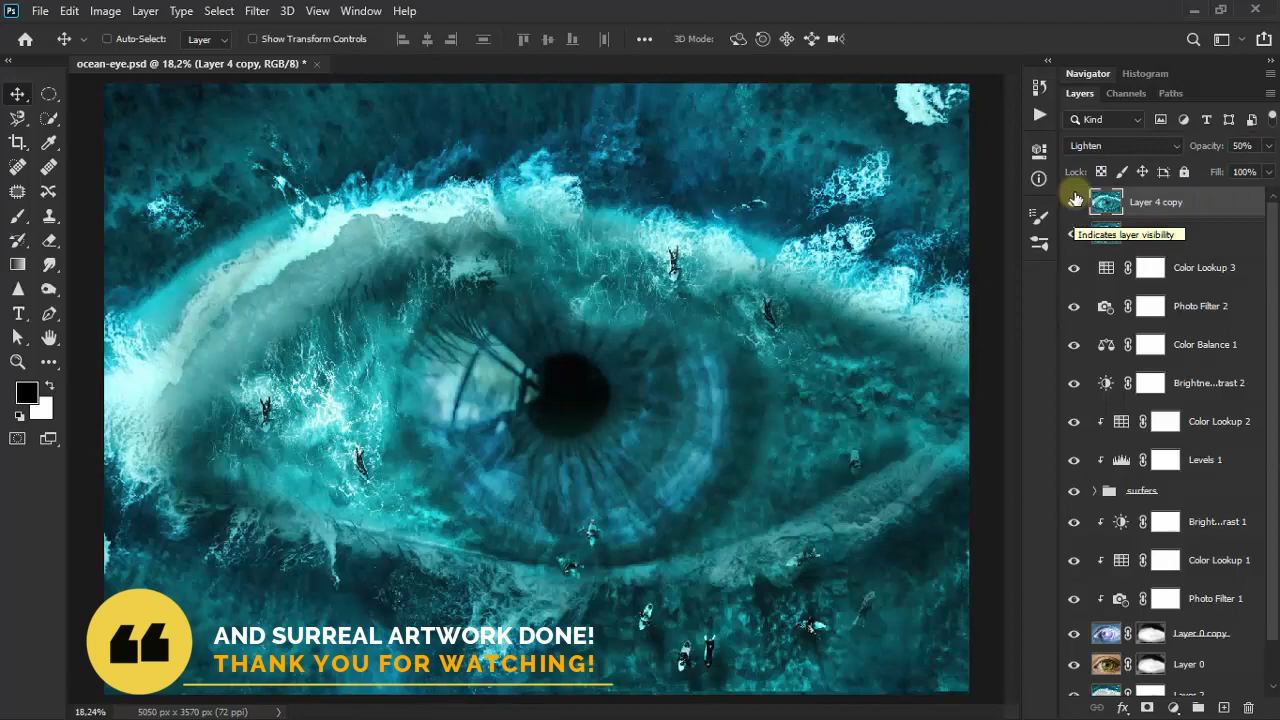 Ps File Edit Image Layer Type Select Filter 3D View Window Help
Auto-Select: Layer Show Transform Controls 3D Mode:
ocean-eye.psd @ 18,2% (Layer 4 copy, RGB/8) *
Navigator Histogram
Layers Channels Paths
Kind
Lighten Opacity: 50%
Lock: Fill: 100%
Layer 4 copy
Indicates layer visibility
Color Lookup 3
Photo Filter 2
Color Balance 1
Brightne...trast 2
Color Lookup 2
Levels 1
surfers
Bright...rast 1
Color Lookup 1
Photo Filter 1
Layer 0 copy
Layer 0
AND SURREAL ARTWORK DONE!
THANK YOU FOR WATCHING!
18,24% 5050 px x 3570 px (72 ppi)